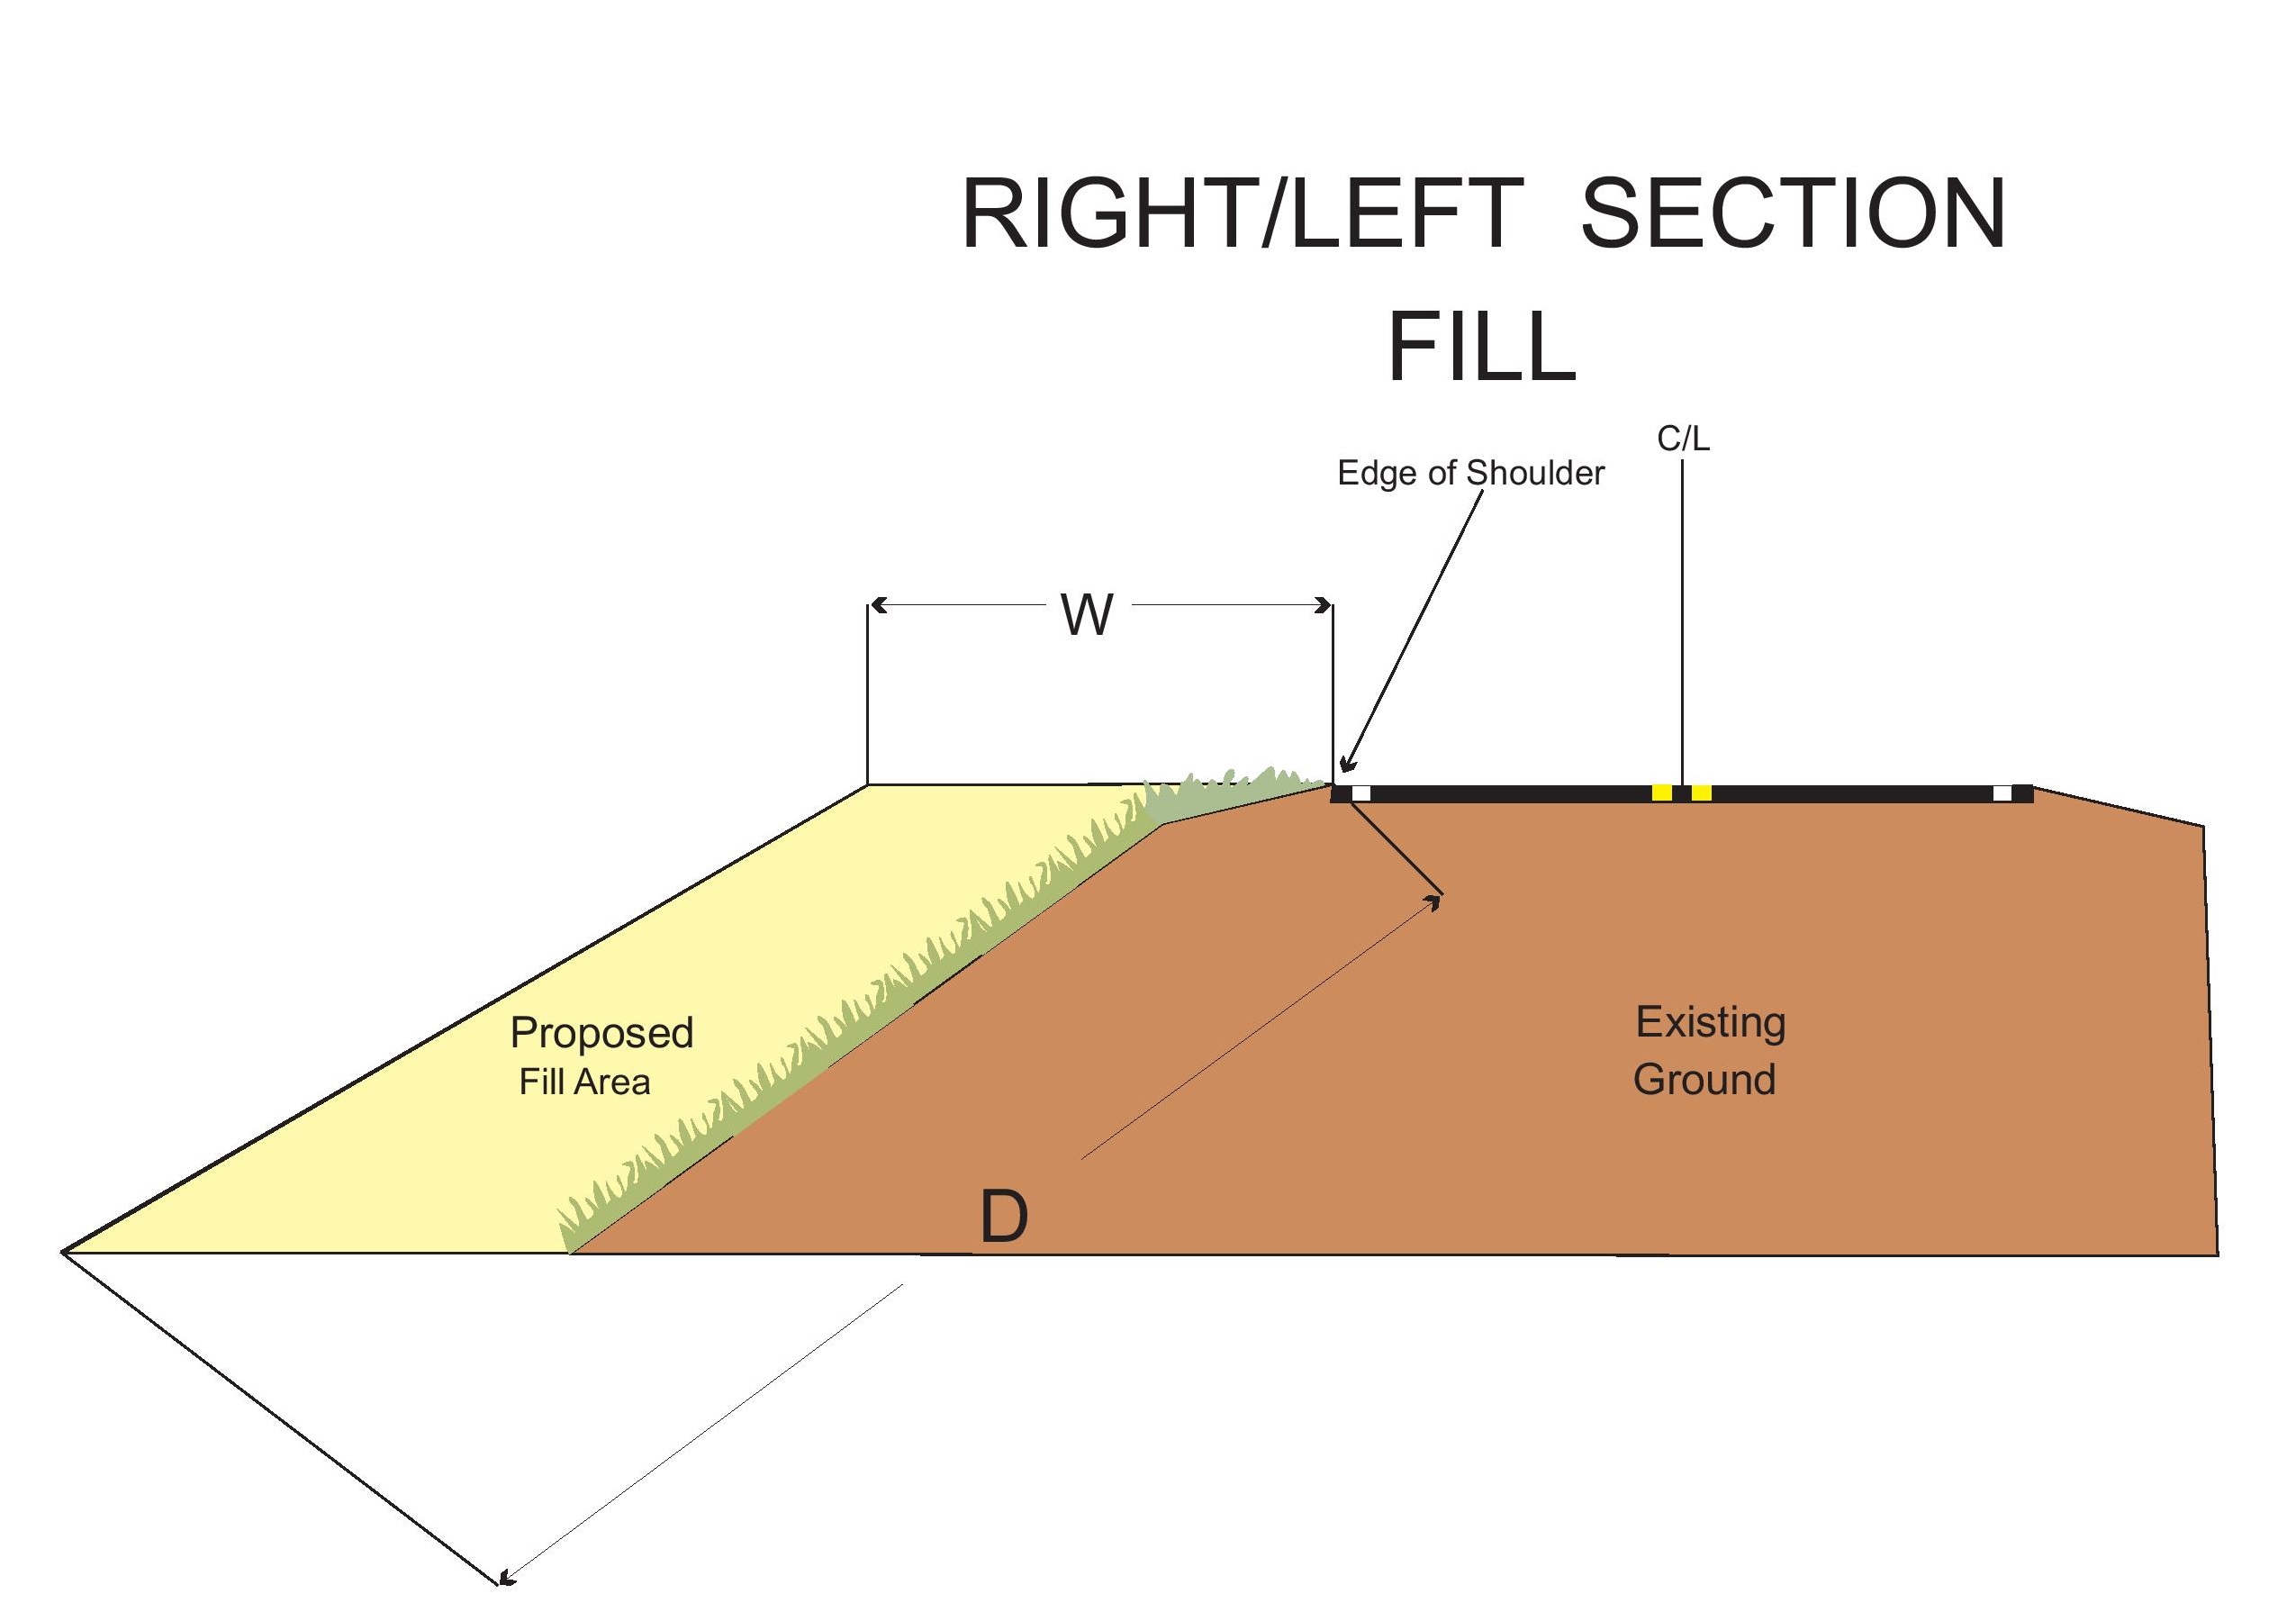 RIGHT/LEFT SECTION
FILL
C/L
Edge of Shoulder
W
Proposed
Fill Area
Existing
Ground
D